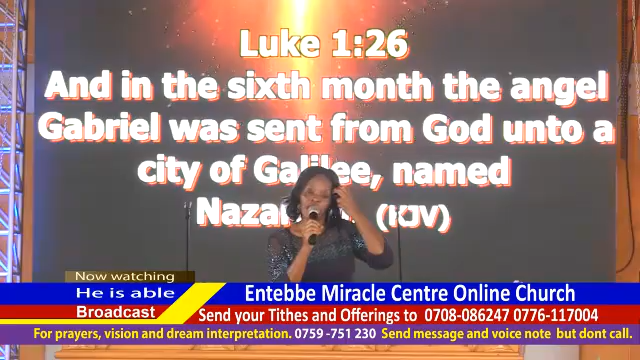 Luke 1:26
And in the sixth month the angel
Gabriel was sent from God unto a
city of Galilee, named
(KJV)
Now watching
He is able
Broadcast
Entebbe Miracle Centre Online Church
Send your Tithes and Offerings to 0708-086247 0776-117004
For prayers, vision and dream interpretation. 0759 -751 230 Send message and voice note but dont call.